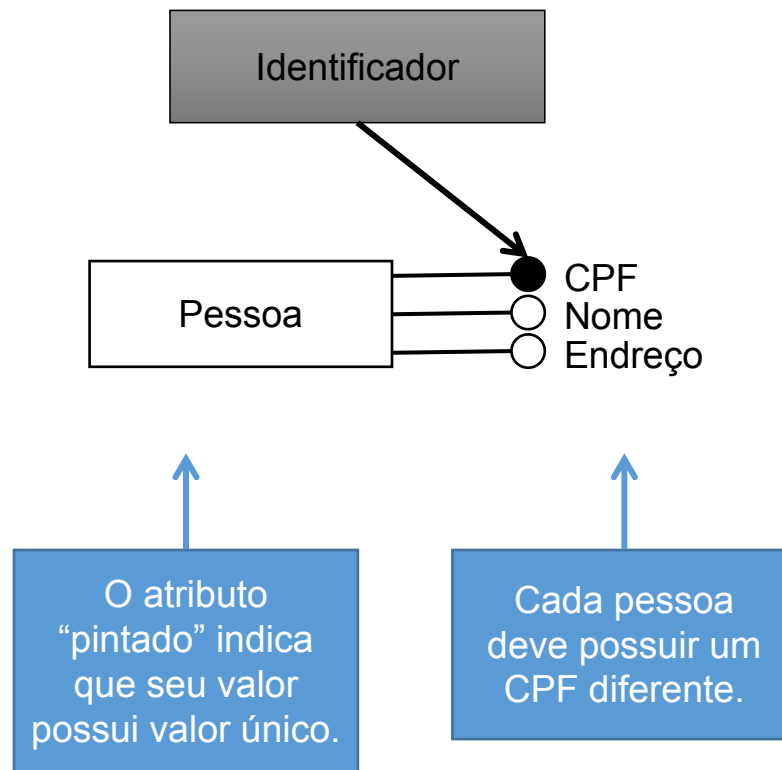 Identificador
CPF
Pessoa
Nome
Endreço
O atributo
“pintado” indica
que seu valor
possui valor único.
Cada pessoa
deve possuir um
CPF diferente.